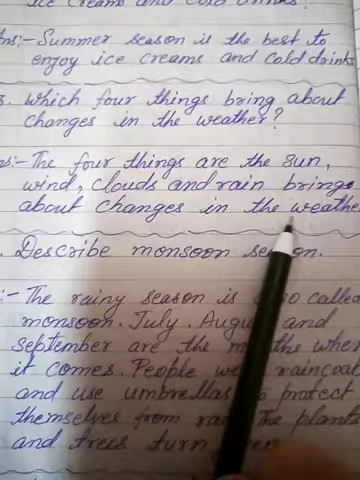 ice creams and cold drinks.
Ans:- Summer season is the best to
enjoy ice creams and cold drinks
3. Which four things bring about
changes in the weather?
Ans:- The four things are the sun,
wind, clouds and rain brings
about changes in the weathe
Describe monsoon season.
:- The rainy season is also called
monsoon. July, August and
september are the months when
it comes. People wear raincoat
and use umbrellas to protect
themselves from rain. The plants
and trees turn green